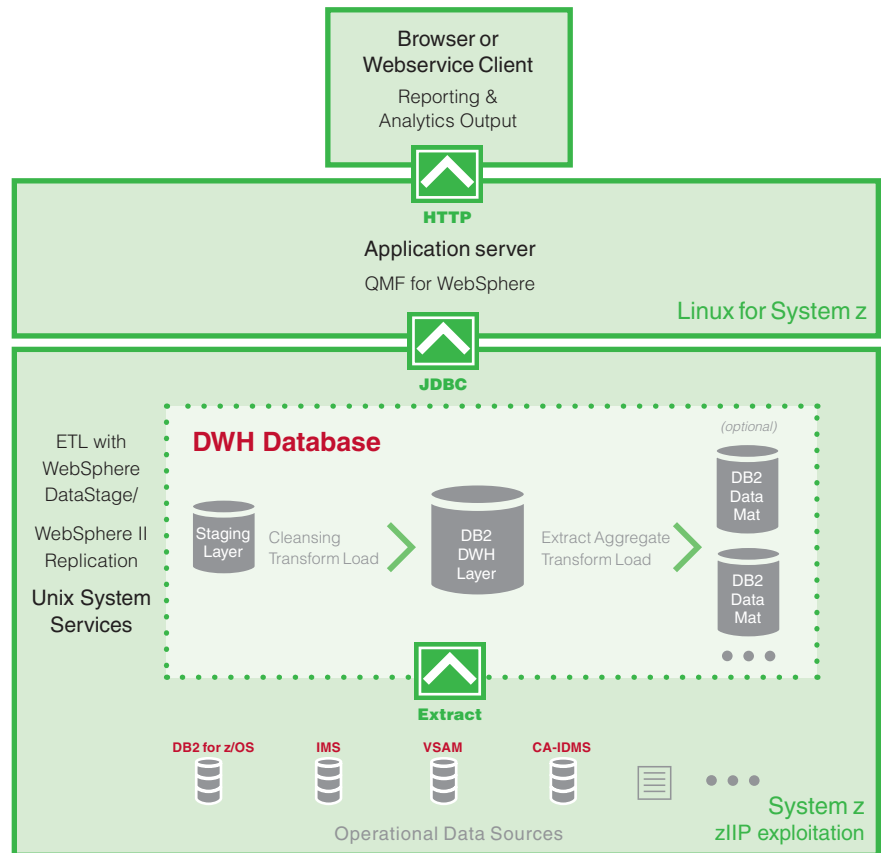 Browser or
Webservice Client
Reporting &
Analytics Output
HTTP
Application server
QMF for WebSphere
Linux for System z
JDBC
ETL with
WebSphere
DataStage/
WebSphere II
Replication
Unix System
Services
DWH Database
Staging
Layer
Cleansing
Transform Load
DB2
DWH
Layer
Extract Aggregate
Transform Load
(optional)
DB2
Data
Mat
DB2
Data
Mat
Extract
DB2 for z/OS
IMS
VSAM
CA-IDMS
Operational Data Sources
System z
zIIP exploitation